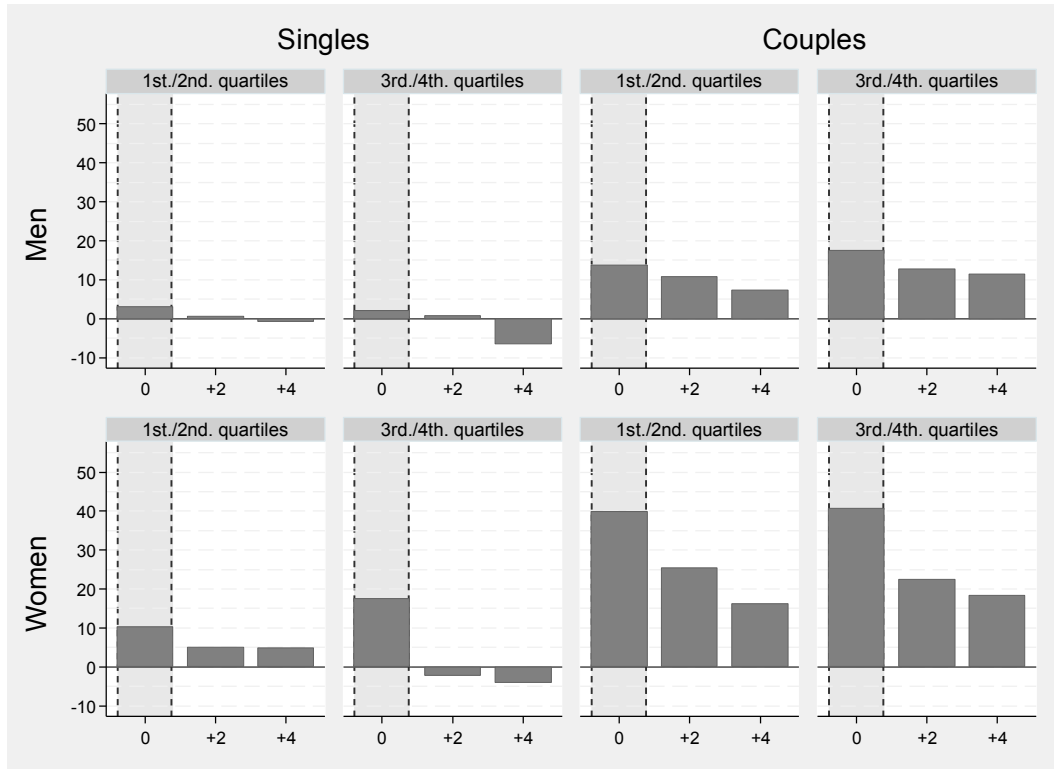 Singles Couples
1st./2nd. quartiles 3rd./4th. quartiles 1st./2nd. quartiles 3rd./4th. quartiles
Men
50
40
30
20
10
0
-10
0 +2 +4 0 +2 +4 0 +2 +4 0 +2 +4
1st./2nd. quartiles 3rd./4th. quartiles 1st./2nd. quartiles 3rd./4th. quartiles
Women
50
40
30
20
10
0
-10
0 +2 +4 0 +2 +4 0 +2 +4 0 +2 +4